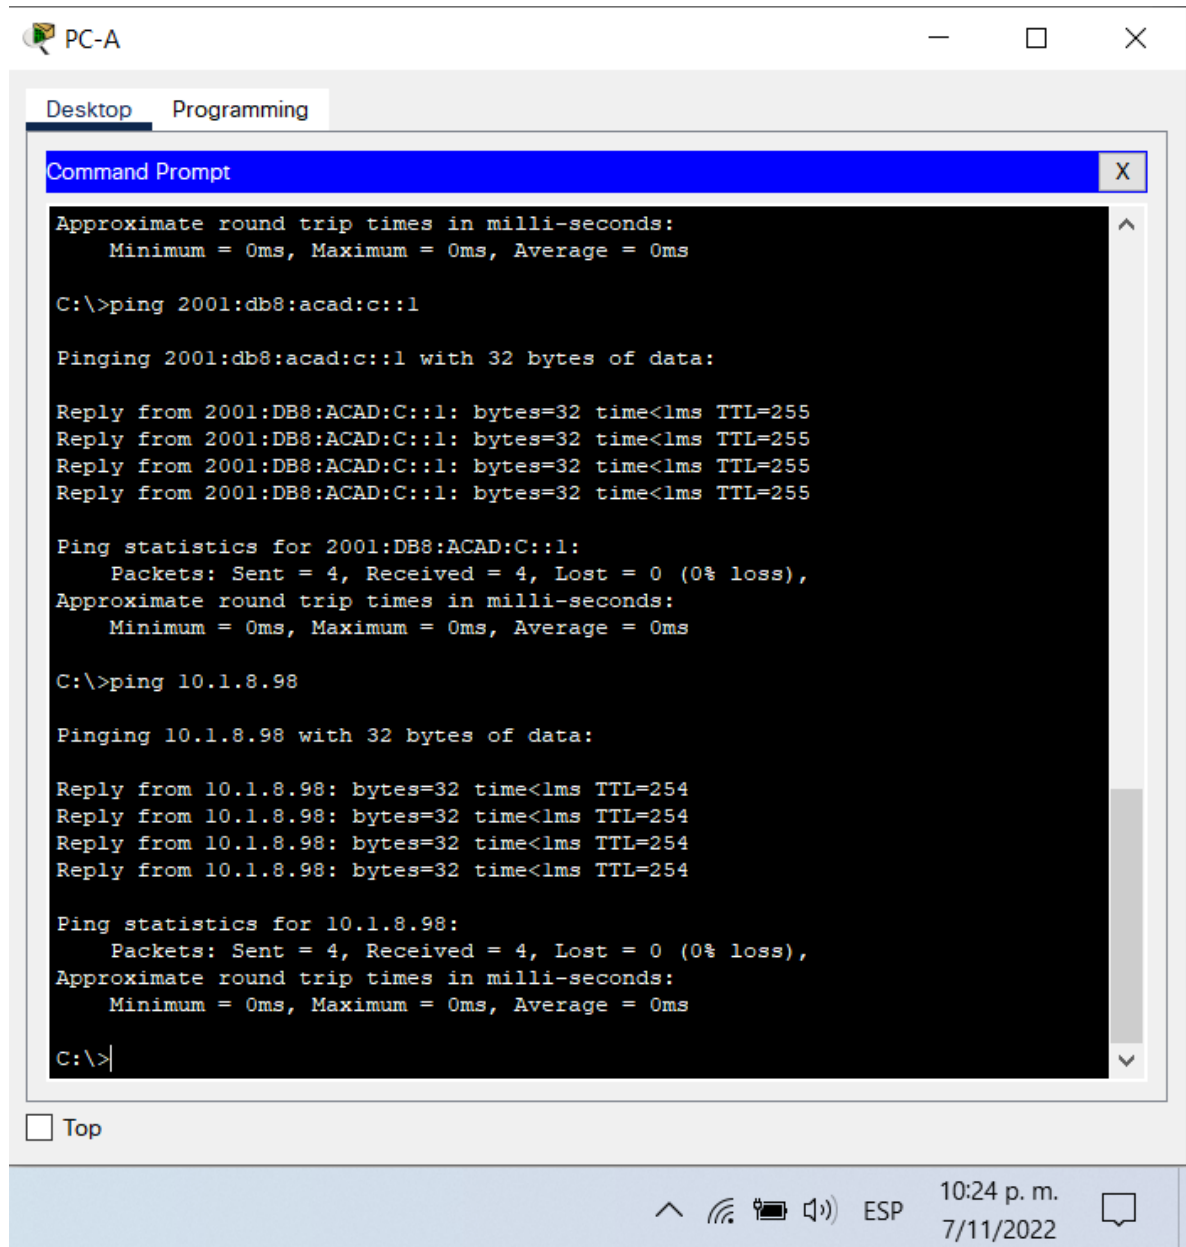 PC-A
Desktop Programming
Command Prompt X
Approximate round trip times in milli-seconds:
Minimum = 0ms, Maximum = 0ms, Average = 0ms
C:\>ping 2001:db8:acad:c::1
Pinging 2001:db8:acad:c::1 with 32 bytes of data:
Reply from 2001:DB8:ACAD:C::1: bytes=32 time<1ms TTL=255
Reply from 2001:DB8:ACAD:C::1: bytes=32 time<1ms TTL=255
Reply from 2001:DB8:ACAD:C::1: bytes=32 time<1ms TTL=255
Reply from 2001:DB8:ACAD:C::1: bytes=32 time<1ms TTL=255
Ping statistics for 2001:DB8:ACAD:C::1:
Packets: Sent = 4, Received = 4, Lost = 0 (0% loss),
Approximate round trip times in milli-seconds:
Minimum = 0ms, Maximum = 0ms, Average = 0ms
C:\>ping 10.1.8.98
Pinging 10.1.8.98 with 32 bytes of data:
Reply from 10.1.8.98: bytes=32 time<1ms TTL=254
Reply from 10.1.8.98: bytes=32 time<1ms TTL=254
Reply from 10.1.8.98: bytes=32 time<1ms TTL=254
Reply from 10.1.8.98: bytes=32 time<1ms TTL=254
Ping statistics for 10.1.8.98:
Packets: Sent = 4, Received = 4, Lost = 0 (0% loss),
Approximate round trip times in milli-seconds:
Minimum = 0ms, Maximum = 0ms, Average = 0ms
C:\>
Top
ESP
10:24 p. m.
7/11/2022